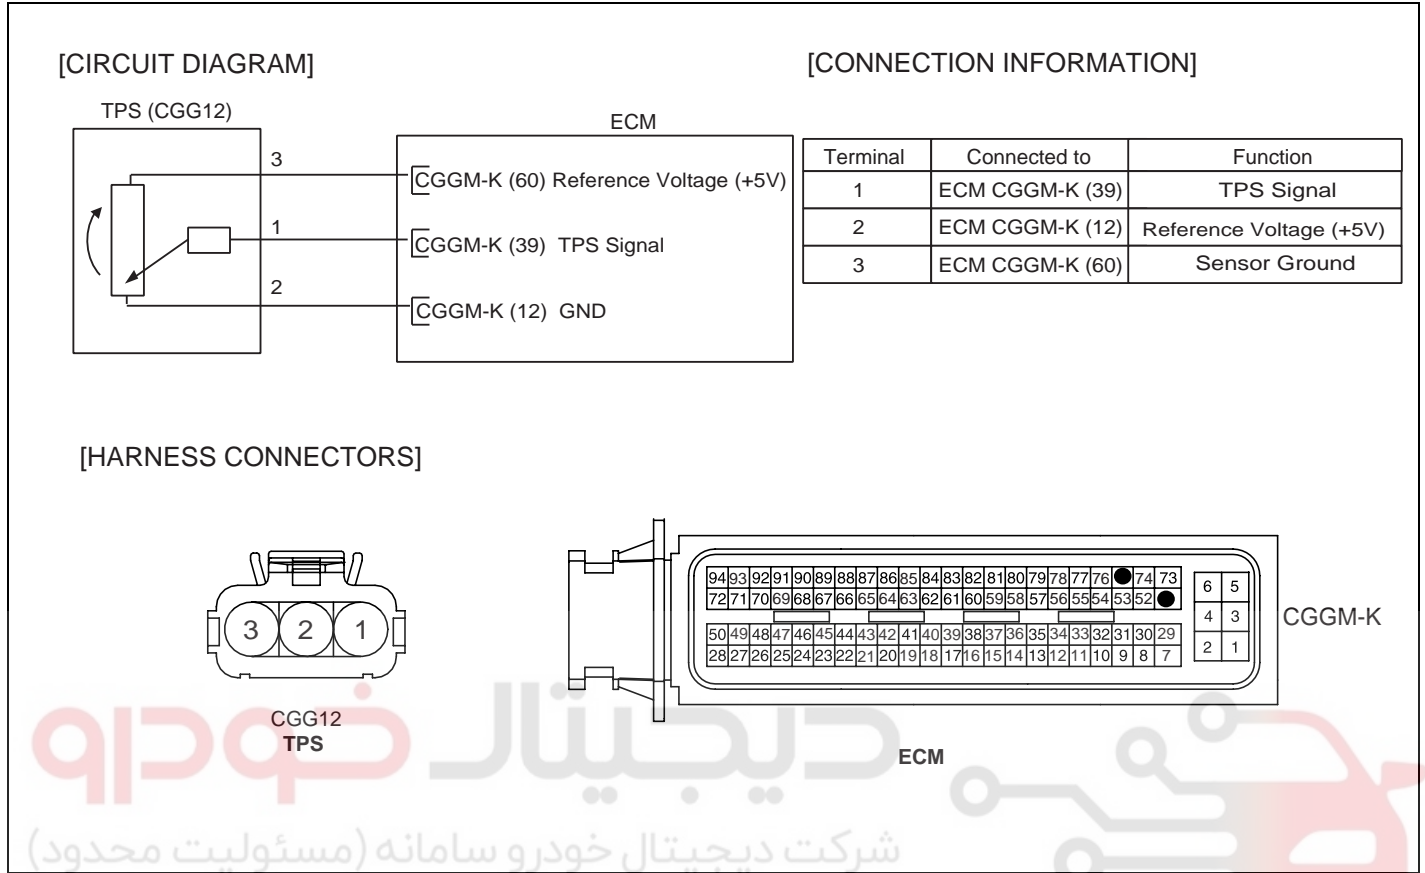 [CIRCUIT DIAGRAM]
TPS (CGG12)
ECM
3
CGGM-K (60) Reference Voltage (+5V)
1
CGGM-K (39) TPS Signal
2
CGGM-K (12) GND
[CONNECTION INFORMATION]
Terminal Connected to Function
1 ECM CGGM-K (39) TPS Signal
2 ECM CGGM-K (12) Reference Voltage (+5V)
3 ECM CGGM-K (60) Sensor Ground
[HARNESS CONNECTORS]
3 2 1
CGG12
TPS
94 93 92 91 90 89 88 87 86 85 84 83 82 81 80 79 78 77 76 74 73
72 71 70 69 68 67 66 65 64 63 62 61 60 59 58 57 56 55 54 53 52
50 49 48 47 46 45 44 43 42 41 40 39 38 37 36 35 34 33 32 31 30 29
28 27 26 25 24 23 22 21 20 19 18 17 16 15 14 13 12 11 10 9 8 7
6 5
4 3
2 1
CGGM-K
ECM
دیجیتال خودرو
شرکت دیجیتال خودرو سامانه (مسئولیت محدود)